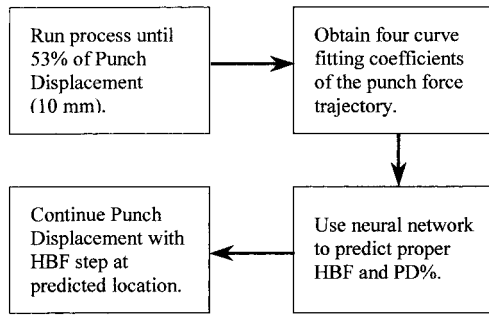 Run process until
53% of Punch
Displacement
(10 mm).
Obtain four curve
fitting coefficients
of the punch force
trajectory.
Use neural network
to predict proper
HBF and PD%.
Continue Punch
Displacement with
HBF step at
predicted location.